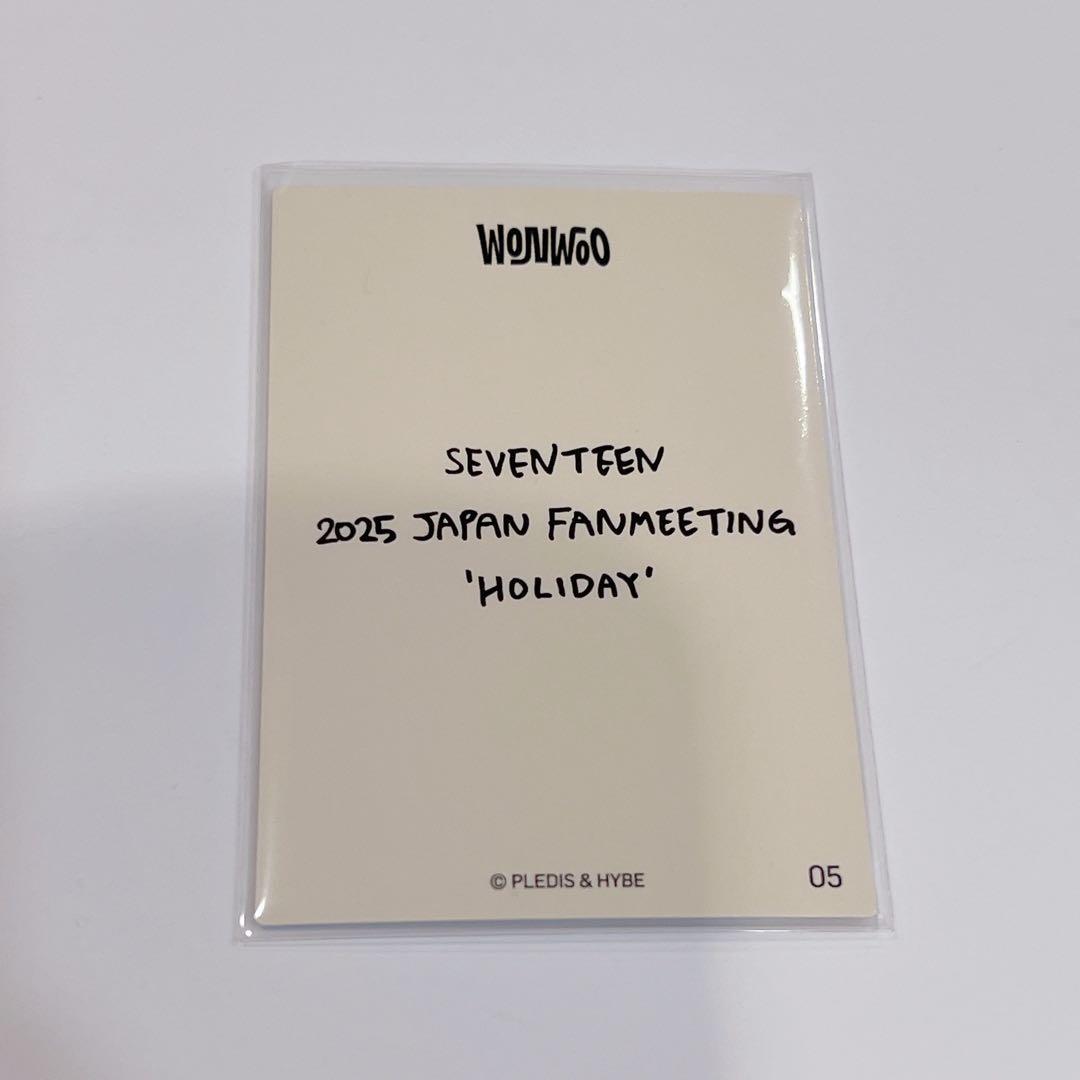 WONWOO
SEVENTEEN
2025 JAPAN FANMEETING
'HOLIDAY'
© PLEDIS & HYBE
05